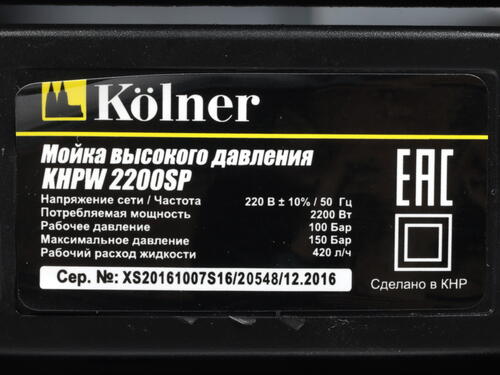 Kölner
Мойка высокого давления
KHPW 2200SP
EAC
Напряжение сети / Частота 220 В ± 10% / 50 Гц
Потребляемая мощность 2200 Вт
Рабочее давление 100 Бар
Максимальное давление 150 Бар
Рабочий расход жидкости 420 л/ч
Сер. №: XS20161007S16/20548/12.2016
Сделано в КНР